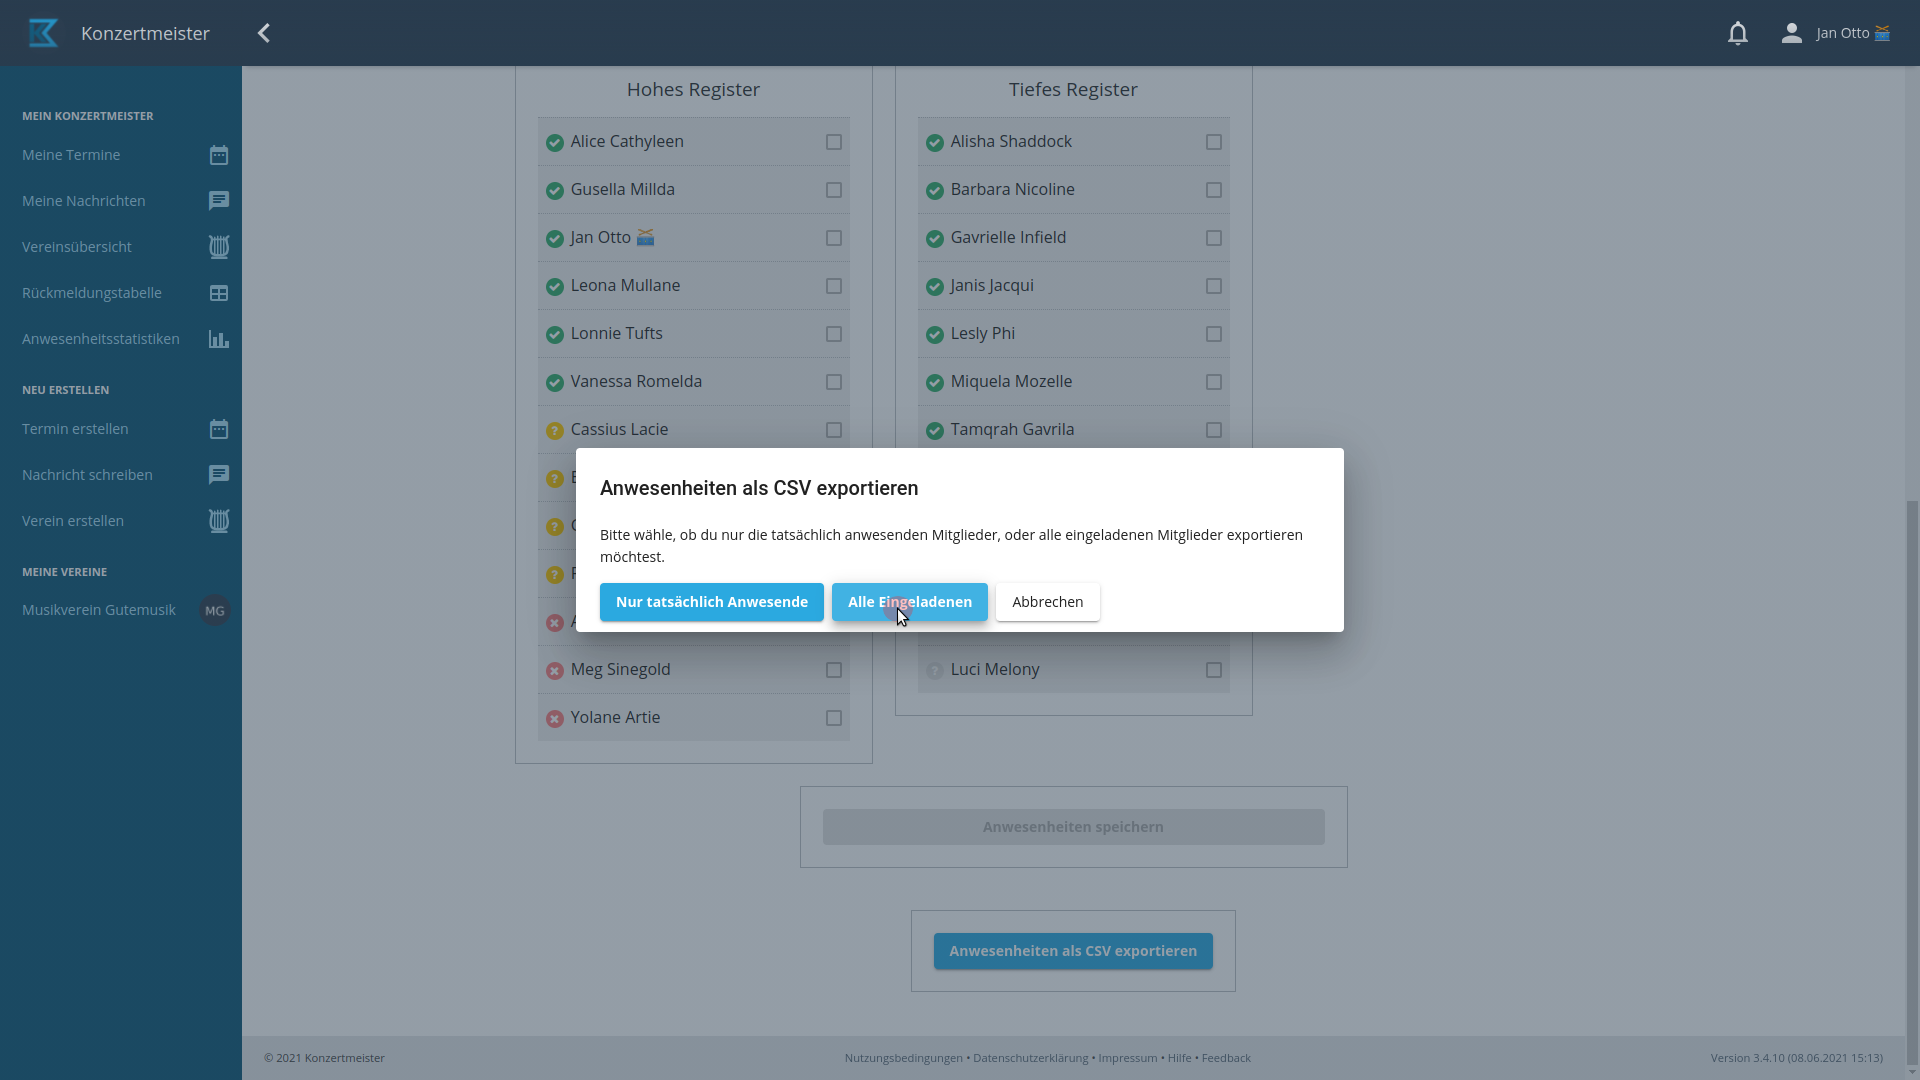 Konzertmeister
Jan Otto
MEIN KONZERTMEISTER
Meine Termine
Meine Nachrichten
Vereinsübersicht
Rückmeldungstabelle
Anwesenheitsstatistiken
NEU ERSTELLEN
Termin erstellen
Nachricht schreiben
Verein erstellen
MEINE VEREINE
Musikverein Gutemusik
MG
Hohes Register
Alice Cathyleen
Gusella Millda
Jan Otto
Leona Mullane
Lonnie Tufts
Vanessa Romelda
Cassius Lacie
Meg Sinegold
Yolane Artie
Tiefes Register
Alisha Shaddock
Barbara Nicoline
Gavrielle Infield
Janis Jacqui
Lesly Phi
Miquela Mozelle
Tamqrah Gavrila
Luci Melony
Anwesenheiten als CSV exportieren
Bitte wähle, ob du nur die tatsächlich anwesenden Mitglieder, oder alle eingeladenen Mitglieder exportieren
möchtest.
Nur tatsächlich Anwesende
Alle Eingeladenen
Abbrechen
Anwesenheiten speichern
Anwesenheiten als CSV exportieren
© 2021 Konzertmeister
Nutzungsbedingungen • Datenschutzerklärung • Impressum • Hilfe • Feedback
Version 3.4.10 (08.06.2021 15:13)